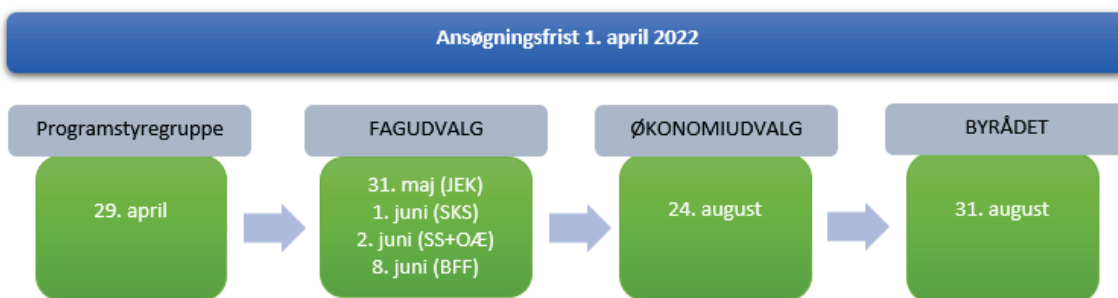 Ansøgningsfrist 1. april 2022
Programstyregruppe
29. april
FAGUDVALG
31. maj (JEK)
1. juni (SKS)
2. juni (SS+OÆ)
8. juni (BFF)
ØKONOMIUDVALG
24. august
BYRÅDET
31. august